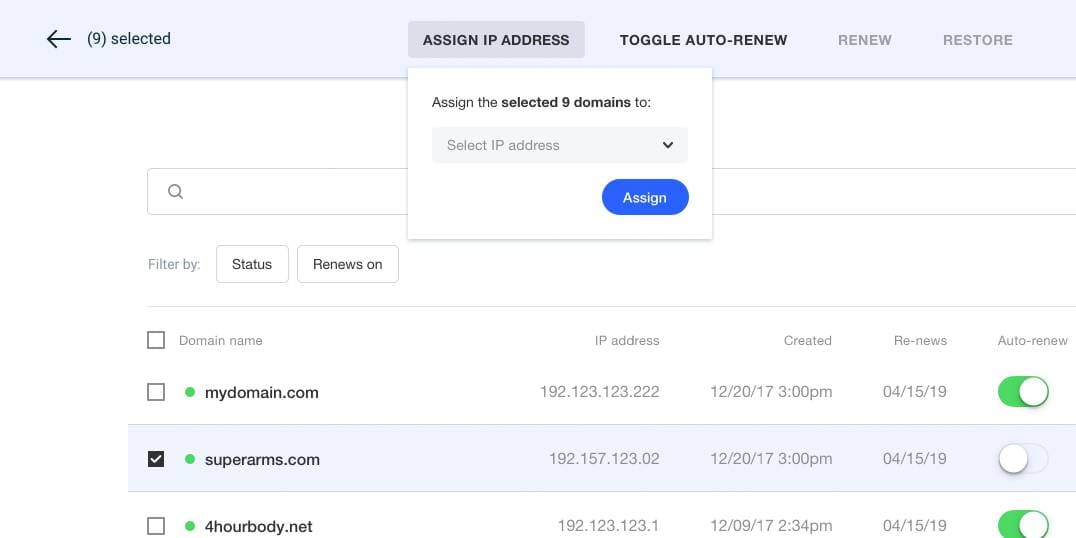 (9) selected ASSIGN IP ADDRESS TOGGLE AUTO-RENEW RENEW RESTORE
Assign the selected 9 domains to:
Select IP address
Assign
Filter by: Status Renews on
Domain name IP address Created Re-news Auto-renew
mydomain.com 192.123.123.222 12/20/17 3:00pm 04/15/19
superarms.com 192.157.123.02 12/20/17 3:00pm 04/15/19
4hourbody.net 192.123.123.1 12/09/17 2:34pm 04/15/19